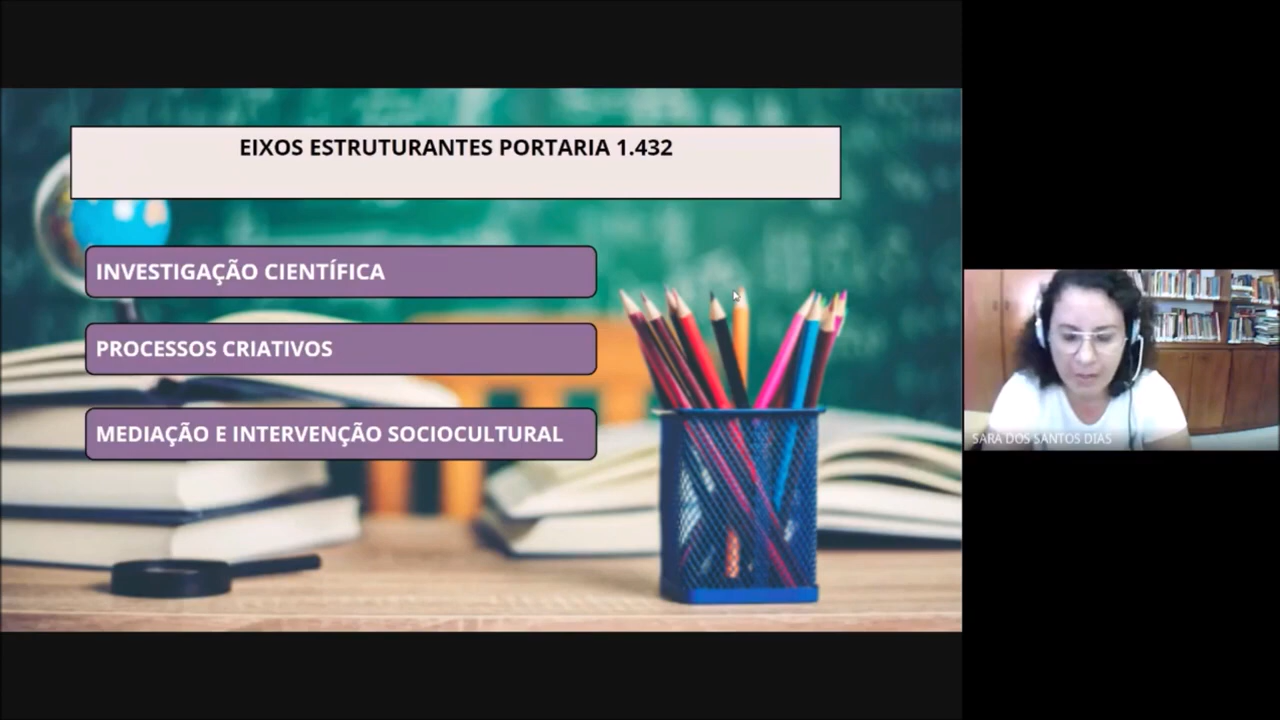 EIXOS ESTRUTURANTES PORTARIA 1.432
INVESTIGAÇÃO CIENTÍFICA
PROCESSOS CRIATIVOS
MEDIAÇÃO E INTERVENÇÃO SOCIOCULTURAL
SARA DOS SANTOS DIAS